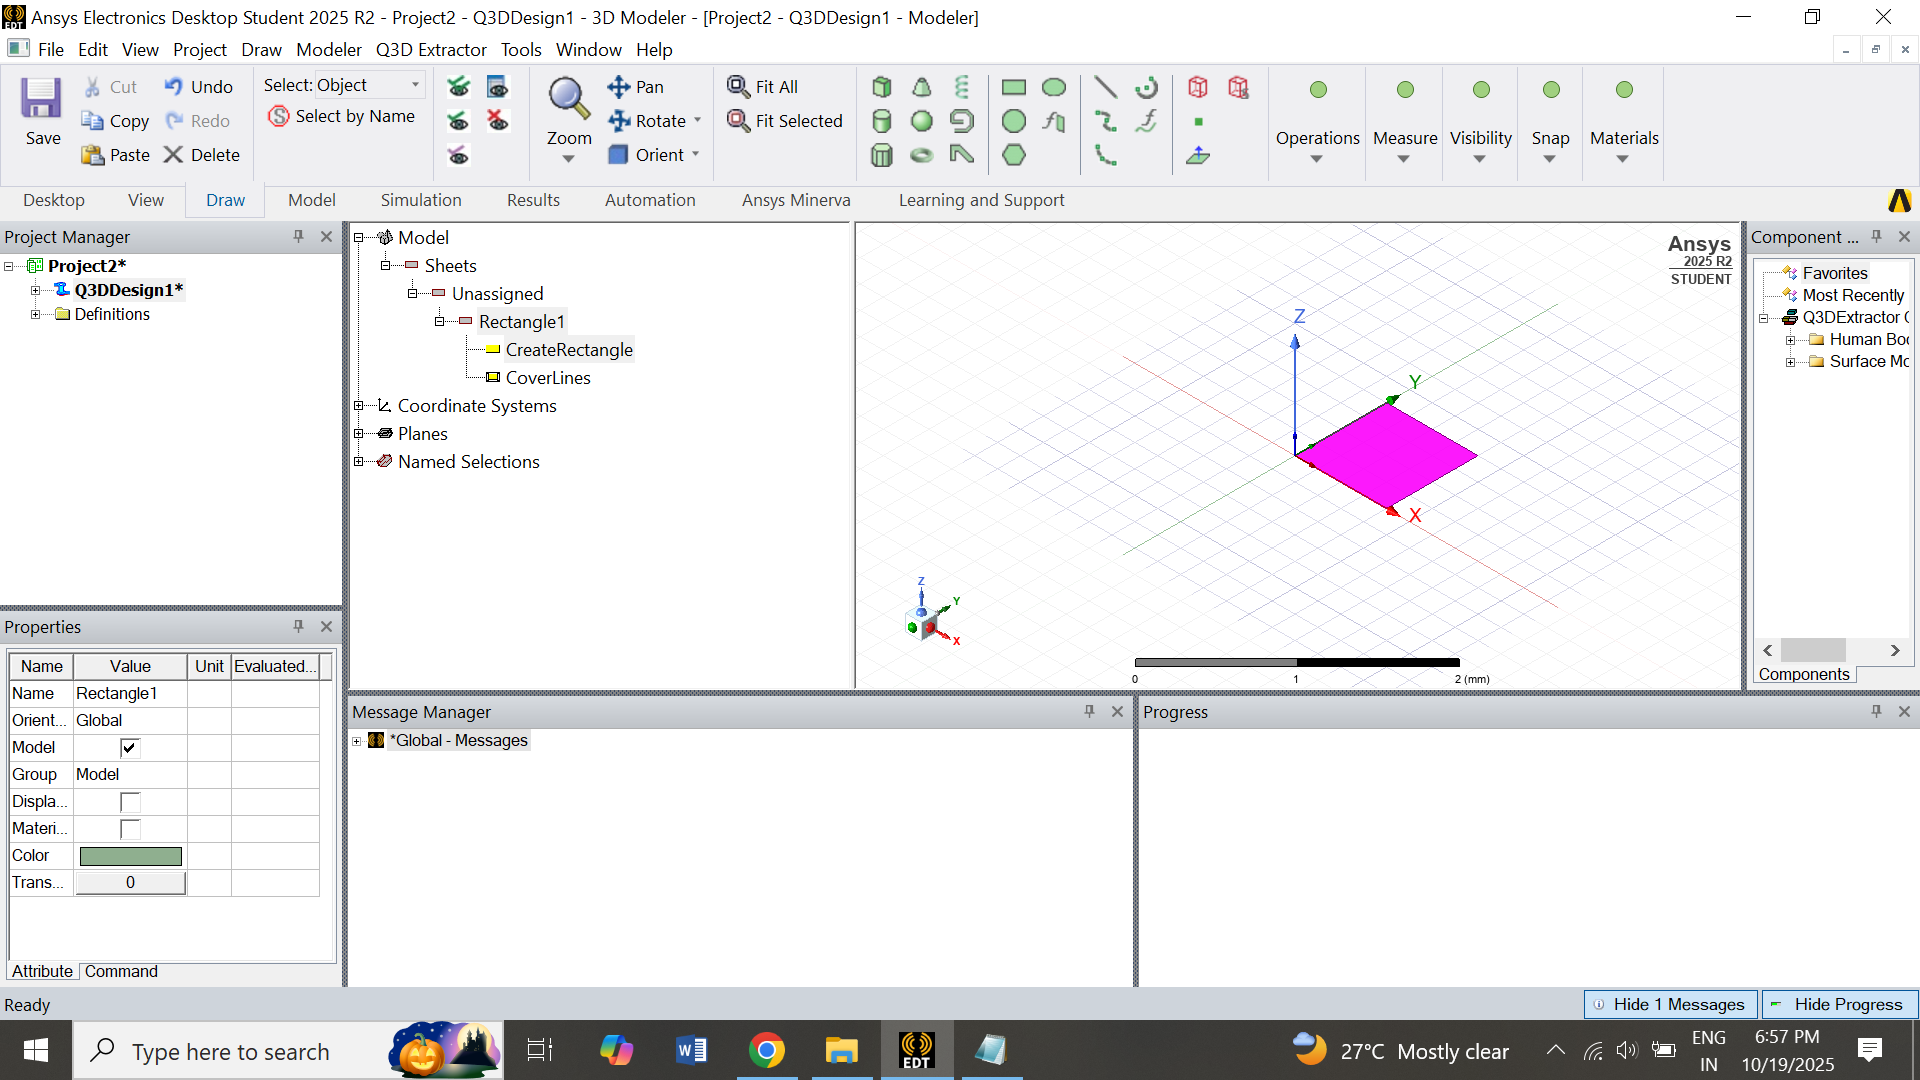 Ansys Electronics Desktop Student 2025 R2 - Project2 - Q3DDesign1 - 3D Modeler - [Project2 - Q3DDesign1 - Modeler]
File Edit View Project Draw Modeler Q3D Extractor Tools Window Help
Save
Cut
Copy
Paste
Undo
Redo
Delete
Select: Object
Select by Name
Zoom
Pan
Rotate
Orient
Fit All
Fit Selected
Operations
Measure
Visibility
Snap
Materials
Desktop View Draw Model Simulation Results Automation Ansys Minerva Learning and Support
Project Manager
Project2*
Q3DDesign1*
Definitions
Model
Sheets
Unassigned
Rectangle1
CreateRectangle
CoverLines
Coordinate Systems
Planes
Named Selections
Ansys
2025 R2
STUDENT
Z
Y
X
Z
Y
X
0 1 2 (mm)
Component ...
Favorites
Most Recently
Q3DExtractor
Human Bo
Surface Mo
Components
Properties
Name Value Unit Evaluated...
Name Rectangle1
Orient... Global
Model
Group Model
Displa...
Materi...
Color
Trans... 0
Attribute Command
Message Manager
*Global - Messages
Progress
Ready
Hide 1 Messages
Hide Progress
Type here to search
EDT
27°C Mostly clear
ENG
IN
6:57 PM
10/19/2025